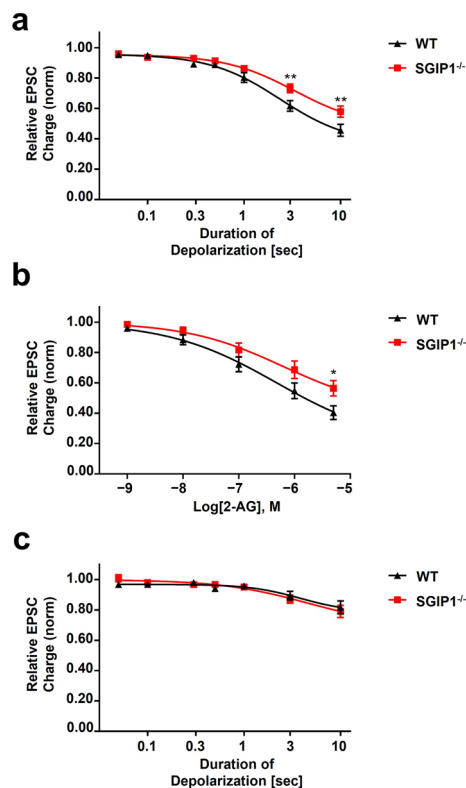 a
WT
SGIP1-/-
Relative EPSC
Charge (norm)
1.00
0.80
0.60
0.40
0.20
0.00
**
**
0.1
0.3
1
3
10
Duration of
Depolarization [sec]
b
WT
SGIP1-/-
Relative EPSC
Charge (norm)
1.00
0.80
0.60
0.40
0.20
0.00
*
−9
−8
−7
−6
−5
Log[2-AG], M
c
WT
SGIP1-/-
Relative EPSC
Charge (norm)
1.00
0.80
0.60
0.40
0.20
0.00
0.1
0.3
1
3
10
Duration of
Depolarization [sec]